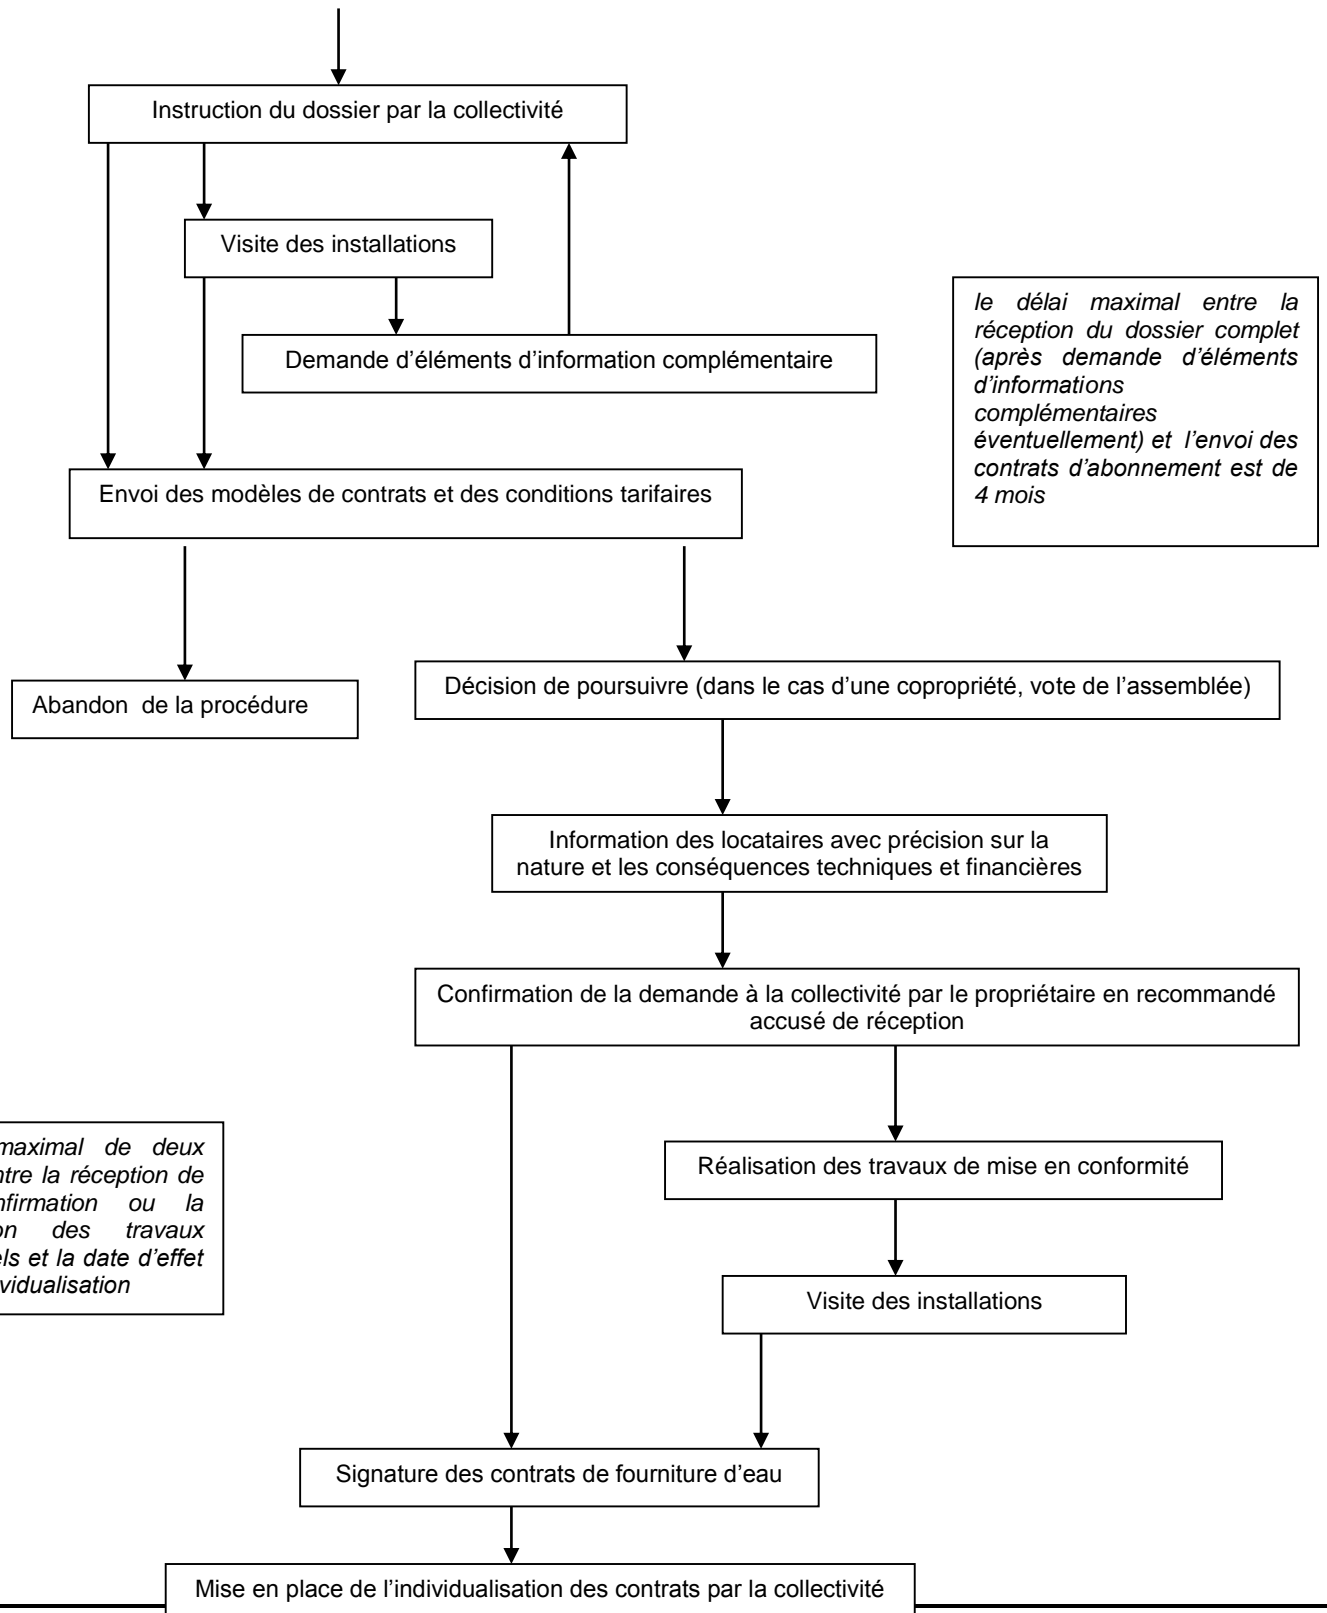 Instruction du dossier par la collectivité
Visite des installations
Demande d’éléments d’information complémentaire
le délai maximal entre la
réception du dossier complet
(après demande d’éléments
d’informations
complémentaires
éventuellement) et l’envoi des
contrats d’abonnement est de
4 mois
Envoi des modèles de contrats et des conditions tarifaires
Abandon de la procédure
Décision de poursuivre (dans le cas d’une copropriété, vote de l’assemblée)
Information des locataires avec précision sur la
nature et les conséquences techniques et financières
Confirmation de la demande à la collectivité par le propriétaire en recommandé
accusé de réception
maximal de deux
la réception de
ou la
des travaux
et la date d’effet
Réalisation des travaux de mise en conformité
Visite des installations
Signature des contrats de fourniture d’eau
Mise en place de l’individualisation des contrats par la collectivité